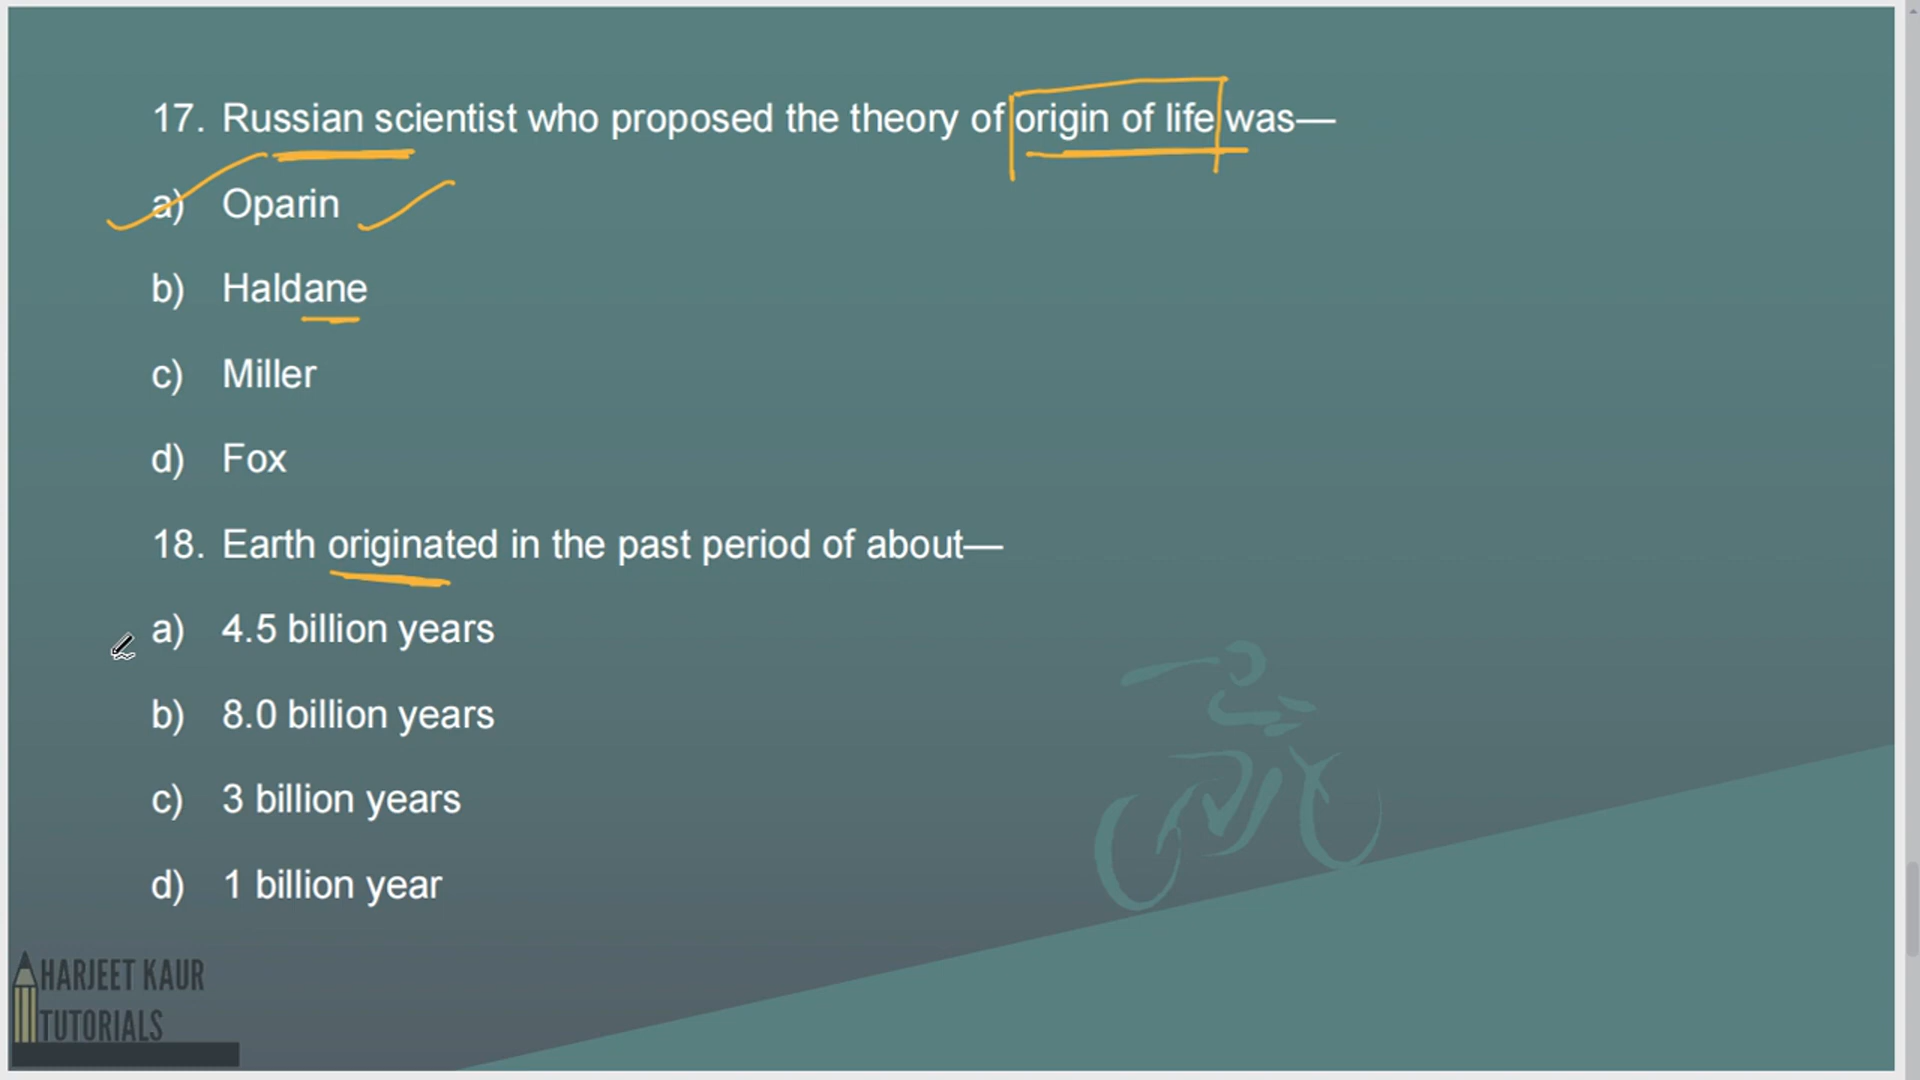 17. Russian scientist who proposed the theory of origin of life was—
a) Oparin
b) Haldane
c) Miller
d) Fox
18. Earth originated in the past period of about—
a) 4.5 billion years
b) 8.0 billion years
c) 3 billion years
d) 1 billion year
HARJEET KAUR
TUTORIALS